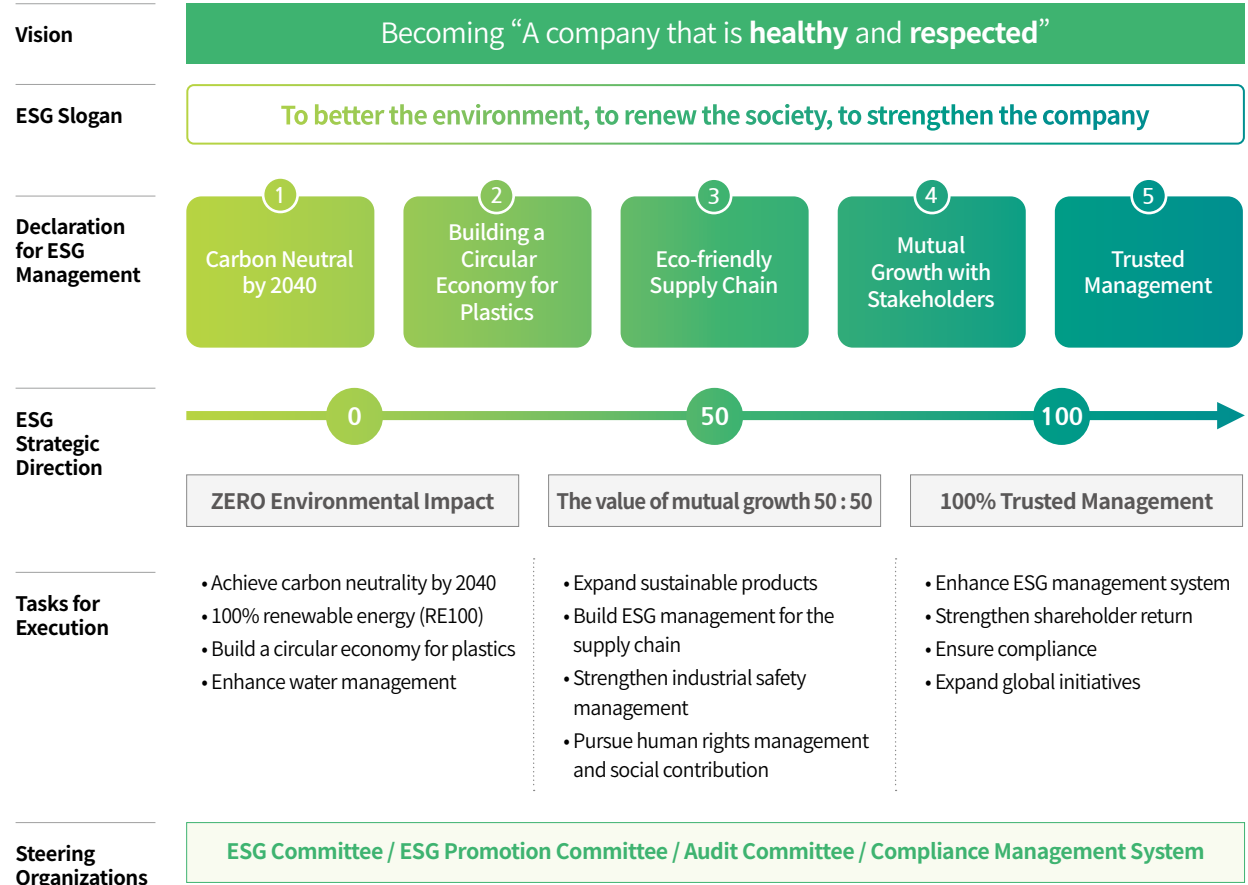 Vision
Becoming “A company that is healthy and respected”
ESG Slogan
To better the environment, to renew the society, to strengthen the company
Declaration
for ESG
Management
1
Carbon Neutral
by 2040
2
Building a
Circular
Economy for
Plastics
3
Eco-friendly
Supply Chain
4
Mutual
Growth with
Stakeholders
5
Trusted
Management
ESG
Strategic
Direction
0
50
100
ZERO Environmental Impact
The value of mutual growth 50 : 50
100% Trusted Management
Tasks for
Execution
• Achieve carbon neutrality by 2040
• 100% renewable energy (RE100)
• Build a circular economy for plastics
• Enhance water management
• Expand sustainable products
• Build ESG management for the
supply chain
• Strengthen industrial safety
management
• Pursue human rights management
and social contribution
• Enhance ESG management system
• Strengthen shareholder return
• Ensure compliance
• Expand global initiatives
Steering
Organizations
ESG Committee / ESG Promotion Committee / Audit Committee / Compliance Management System